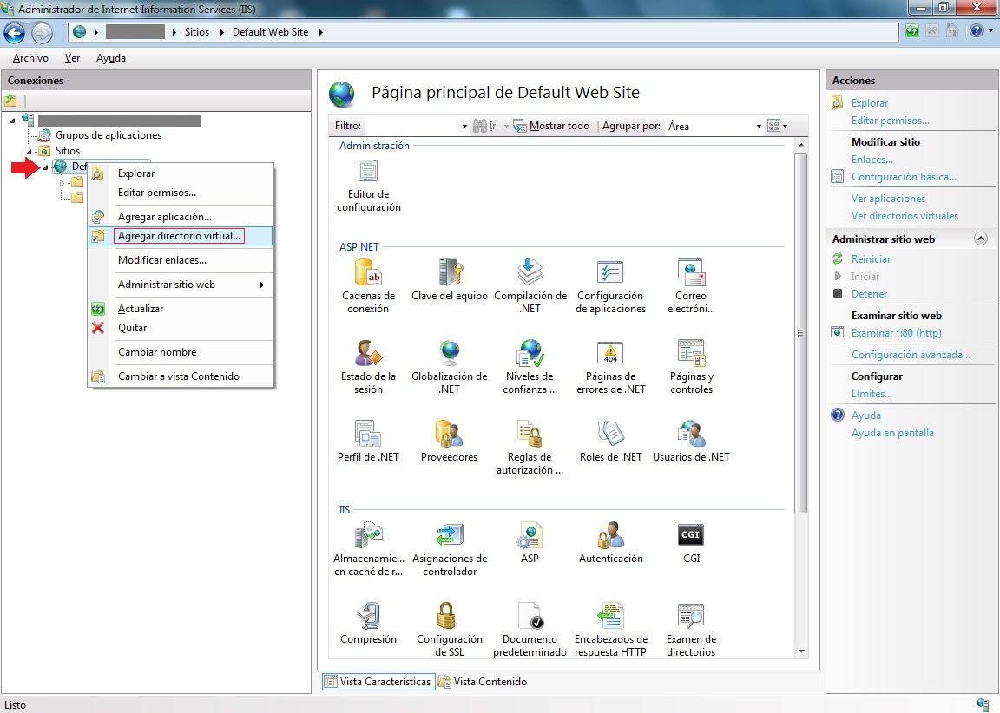 Administrador de Internet Information Services (IIS)
Sitios
Default Web Site
Archivo
Ver
Ayuda
Conexiones
Grupos de aplicaciones
Sitios
Def
Explorar
Editar permisos...
Agregar aplicación...
Agregar directorio virtual...
Modificar enlaces...
Administrar sitio web
Actualizar
Quitar
Cambiar nombre
Cambiar a vista Contenido
Página principal de Default Web Site
Filtro:
Ir
Mostrar todo
Agrupar por:
Área
Administración
Editor de
configuración
ASP.NET
Cadenas de
conexión
Clave del equipo
Compilación de
.NET
Configuración
de aplicaciones
Correo
electróni...
Estado de la
sesión
Globalización de
.NET
Niveles de
confianza ...
404
Páginas de
errores de .NET
Páginas y
controles
Perfil de .NET
Proveedores
Reglas de
autorización ...
Roles de .NET
Usuarios de .NET
IIS
Almacenamie...
en caché de r...
Asignaciones de
controlador
ASP
Autenticación
CGI
CGI
Compresión
Configuración
de SSL
Documento
predeterminado
Encabezados de
respuesta HTTP
Examen de
directorios
Vista Características
Vista Contenido
Acciones
Explorar
Editar permisos...
Modificar sitio
Enlaces...
Configuración básica...
Ver aplicaciones
Ver directorios virtuales
Administrar sitio web
Reiniciar
Iniciar
Detener
Examinar sitio web
Examinar *:80 (http)
Configuración avanzada...
Configurar
Límites...
Ayuda
Ayuda en pantalla
Listo